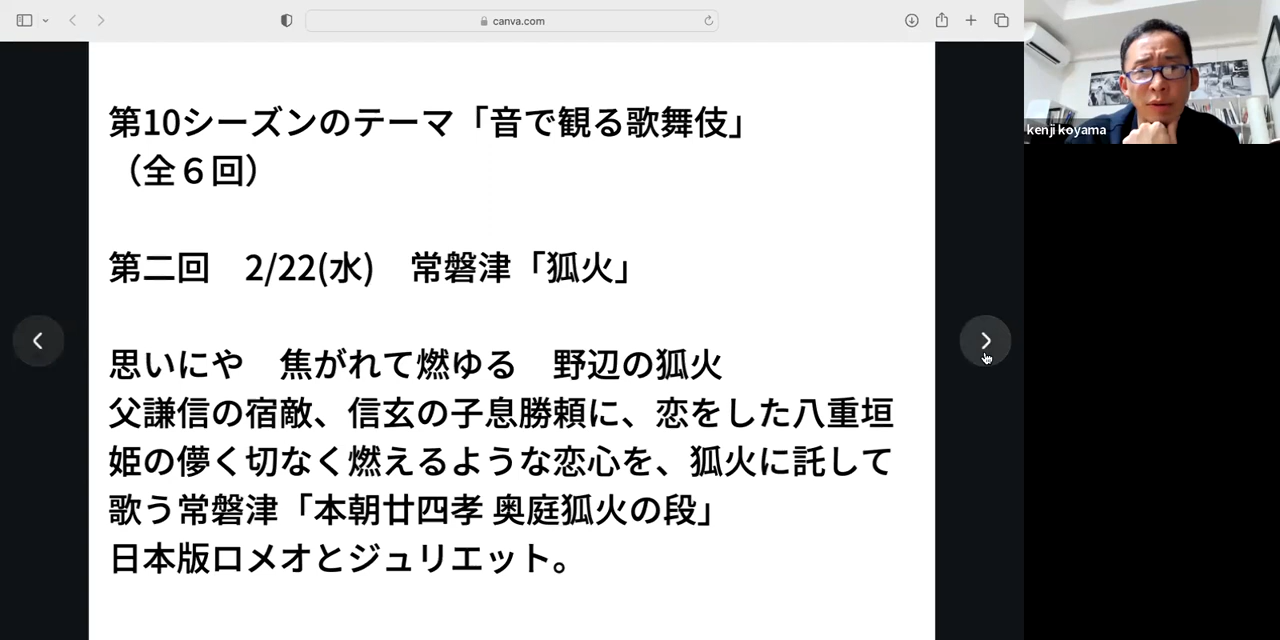 canva.com
第10シーズンのテーマ「音で観る歌舞伎」
（全６回）
第二回　2/22(水)　常磐津「狐火」
思いにや　焦がれて燃ゆる　野辺の狐火
父謙信の宿敵、信玄の子息勝頼に、恋をした八重垣
姫の儚く切なく燃えるような恋心を、狐火に託して
歌う常磐津「本朝廿四孝 奥庭狐火の段」
日本版ロメオとジュリエット。
kenji koyama